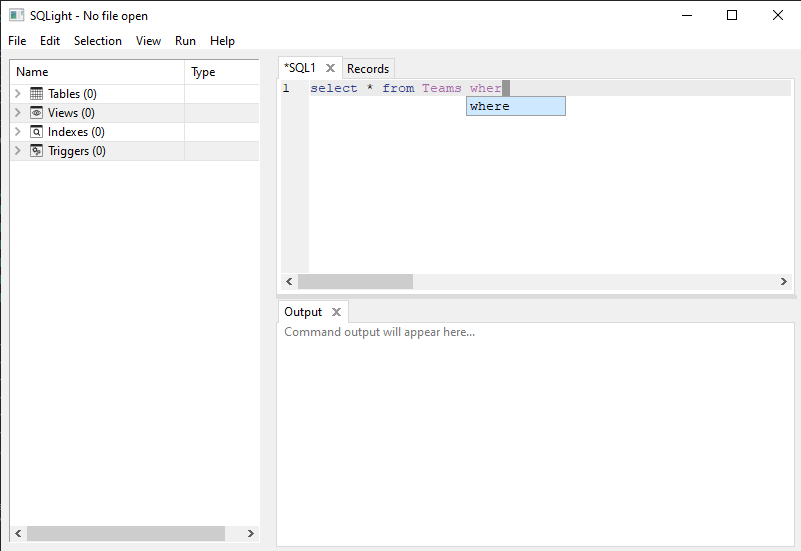 SQLight - No file open
File Edit Selection View Run Help
Name Type
Tables (0)
Views (0)
Indexes (0)
Triggers (0)
*SQL1 Records
1 select * from Teams wher
where
Output
Command output will appear here...